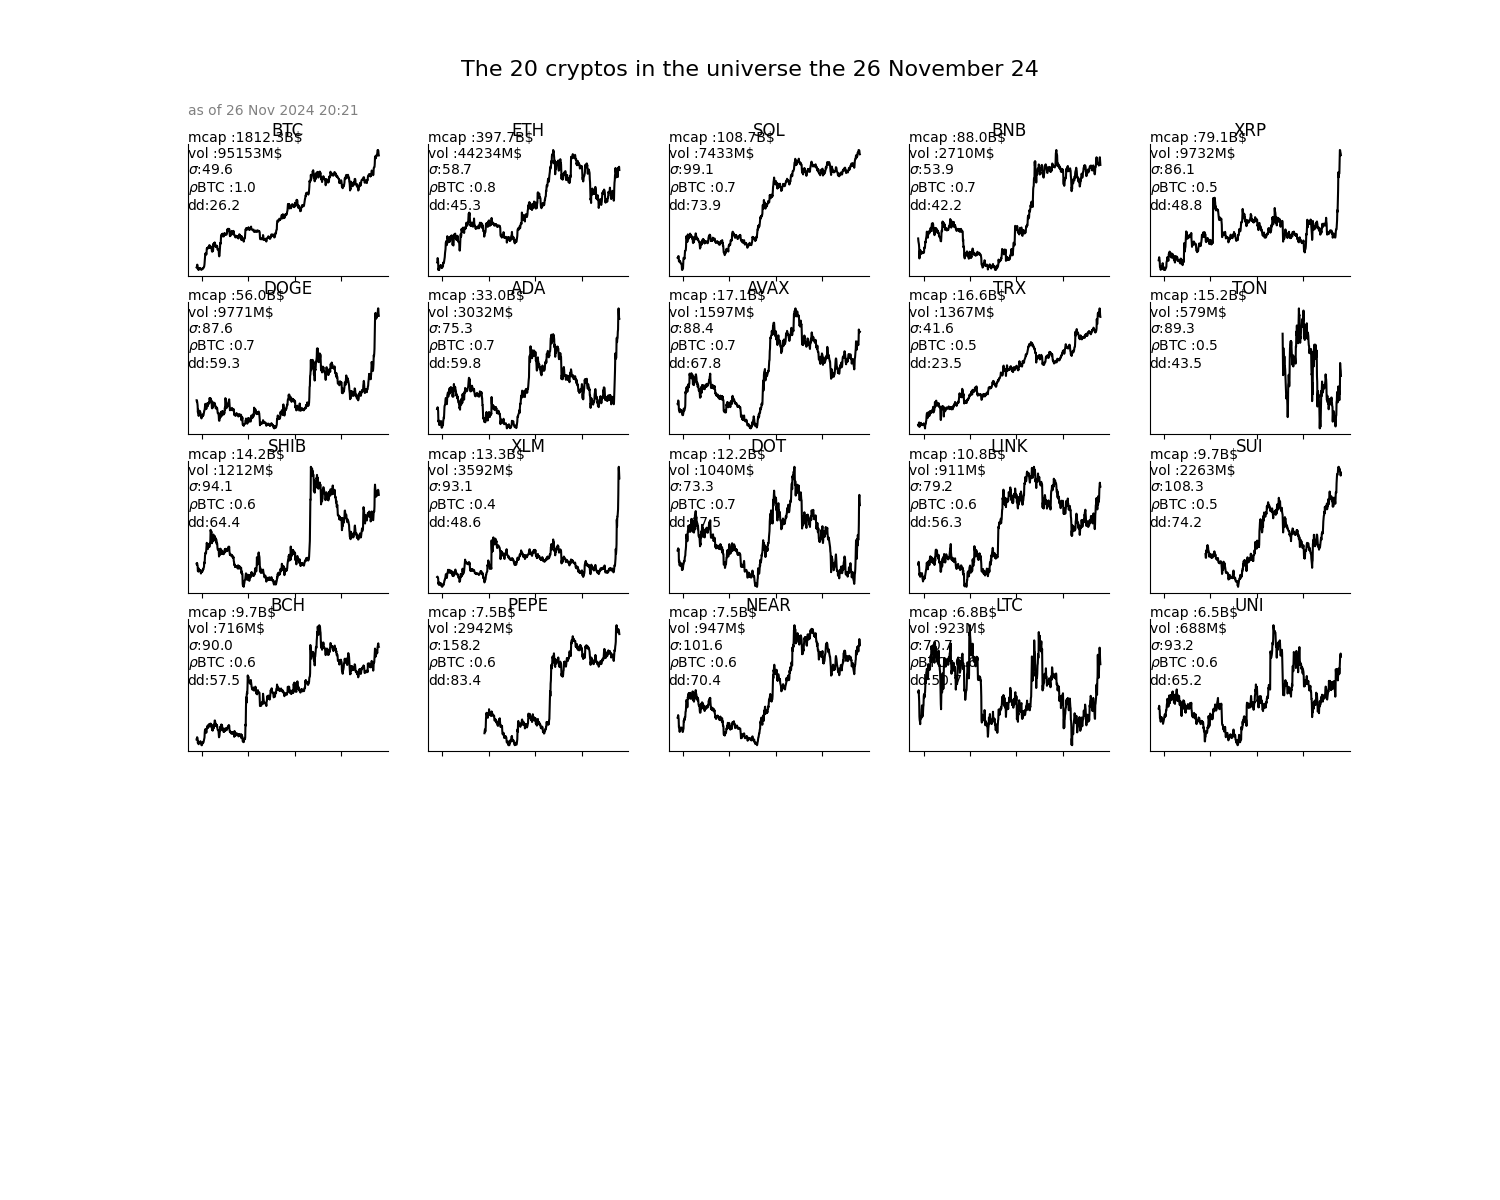 The 20 cryptos in the universe the 26 November 24
as of 26 Nov 2024 20:21
BTC
mcap :1812.3B$
vol :95153M$
σ:49.6
ρBTC :1.0
dd:26.2
ETH
mcap :397.7B$
vol :44234M$
σ:58.7
ρBTC :0.8
dd:45.3
SOL
mcap :108.7B$
vol :7433M$
σ:99.1
ρBTC :0.7
dd:73.9
BNB
mcap :88.0B$
vol :2710M$
σ:53.9
ρBTC :0.7
dd:42.2
XRP
mcap :79.1B$
vol :9732M$
σ:86.1
ρBTC :0.5
dd:48.8
DOGE
mcap :56.0B$
vol :9771M$
σ:87.6
ρBTC :0.7
dd:59.3
ADA
mcap :33.0B$
vol :3032M$
σ:75.3
ρBTC :0.7
dd:59.8
AVAX
mcap :17.1B$
vol :1597M$
σ:88.4
ρBTC :0.7
dd:67.8
TRX
mcap :16.6B$
vol :1367M$
σ:41.6
ρBTC :0.5
dd:23.5
TON
mcap :15.2B$
vol :579M$
σ:89.3
ρBTC :0.5
dd:43.5
SHIB
mcap :14.2B$
vol :1212M$
σ:94.1
ρBTC :0.6
dd:64.4
XLM
mcap :13.3B$
vol :3592M$
σ:93.1
ρBTC :0.4
dd:48.6
DOT
mcap :12.2B$
vol :1040M$
σ:73.3
ρBTC :0.7
LINK
mcap :10.8B$
vol :911M$
σ:79.2
ρBTC :0.6
dd:56.3
SUI
mcap :9.7B$
vol :2263M$
σ:108.3
ρBTC :0.5
dd:74.2
BCH
mcap :9.7B$
vol :716M$
σ:90.0
ρBTC :0.6
dd:57.5
PEPE
mcap :7.5B$
vol :2942M$
σ:158.2
ρBTC :0.6
dd:83.4
NEAR
mcap :7.5B$
vol :947M$
σ:101.6
ρBTC :0.6
dd:70.4
LTC
mcap :6.8B$
vol :923M$
σ:70.7
UNI
mcap :6.5B$
vol :688M$
σ:93.2
ρBTC :0.6
dd:65.2